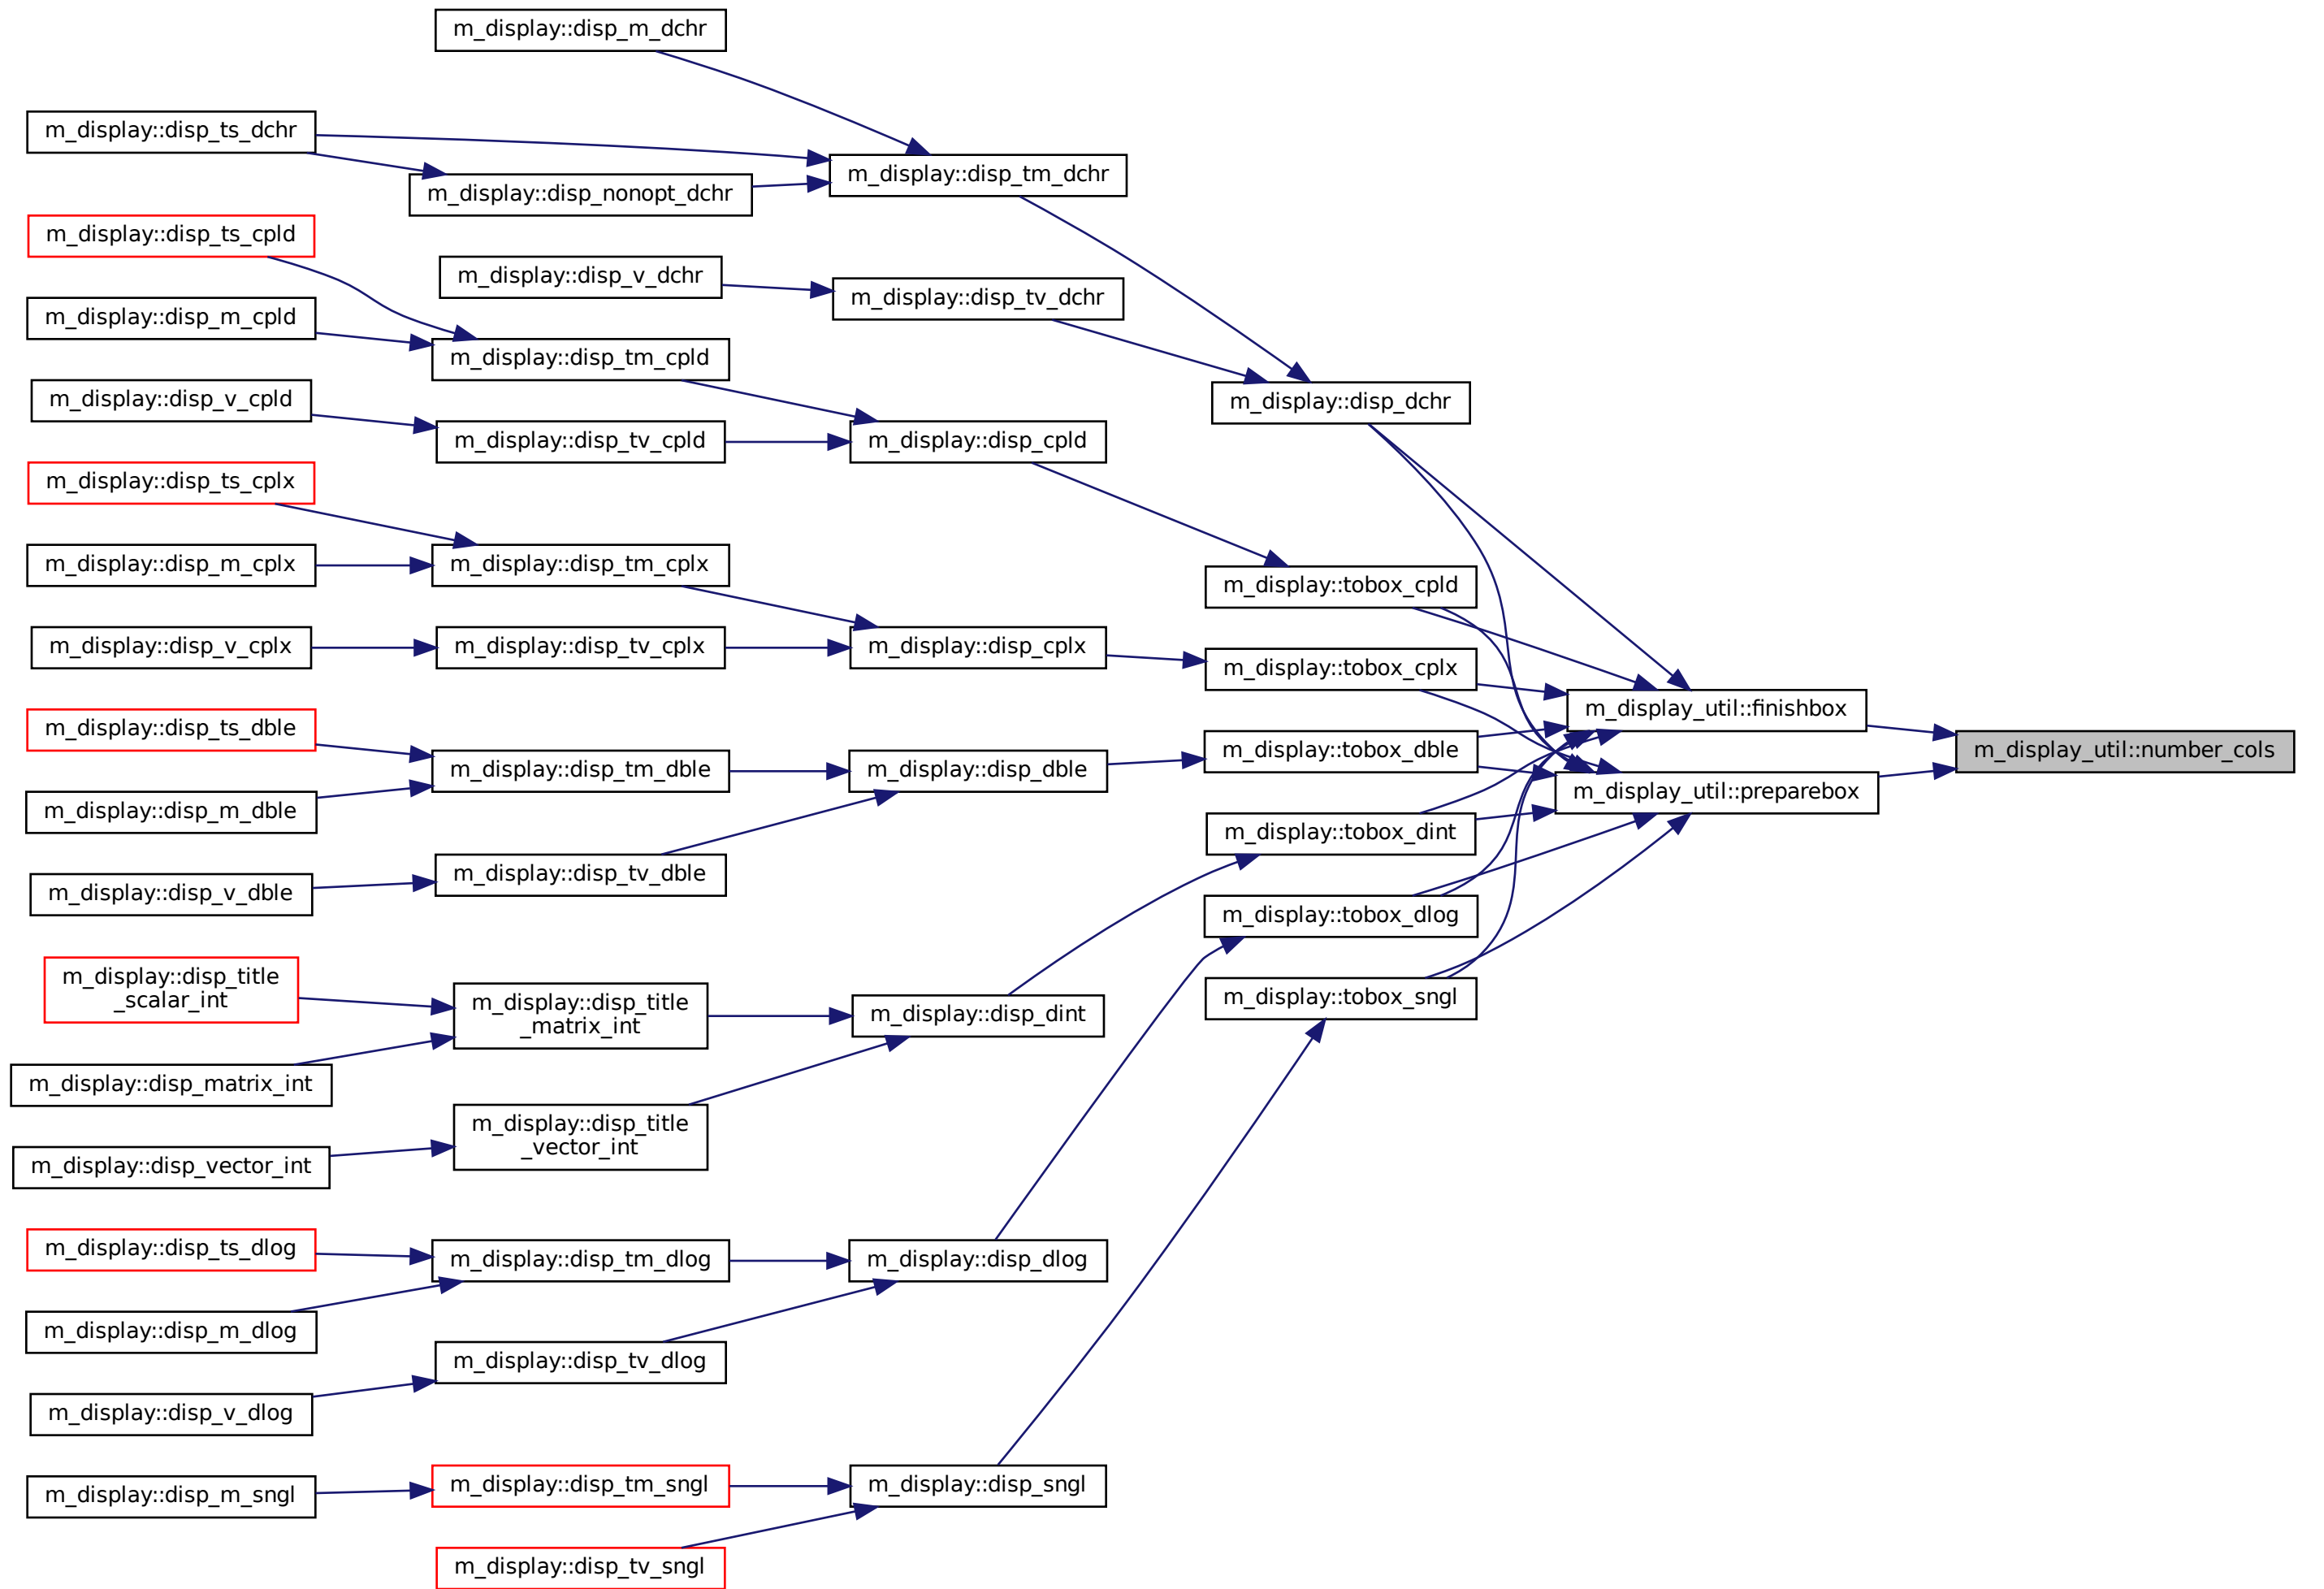 m_display::disp_m_dchr
m_display::disp_ts_dchr
m_display::disp_tm_dchr
m_display::disp_nonopt_dchr
m_display::disp_ts_cpld
m_display::disp_v_dchr
m_display::disp_tv_dchr
m_display::disp_m_cpld
m_display::disp_tm_cpld
m_display::disp_v_cpld
m_display::disp_dchr
m_display::disp_tv_cpld
m_display::disp_cpld
m_display::disp_ts_cplx
m_display::disp_m_cplx
m_display::disp_tm_cplx
m_display::tobox_cpld
m_display::disp_v_cplx
m_display::disp_tv_cplx
m_display::disp_cplx
m_display::tobox_cplx
m_display_util::finishbox
m_display::disp_ts_dble
m_display::tobox_dble
m_display_util::number_cols
m_display::disp_tm_dble
m_display::disp_dble
m_display_util::preparebox
m_display::disp_m_dble
m_display::tobox_dint
m_display::disp_tv_dble
m_display::disp_v_dble
m_display::tobox_dlog
m_display::disp_title
_scalar_int
m_display::tobox_sngl
m_display::disp_title
_matrix_int
m_display::disp_dint
m_display::disp_matrix_int
m_display::disp_title
_vector_int
m_display::disp_vector_int
m_display::disp_ts_dlog
m_display::disp_tm_dlog
m_display::disp_dlog
m_display::disp_m_dlog
m_display::disp_tv_dlog
m_display::disp_v_dlog
m_display::disp_tm_sngl
m_display::disp_sngl
m_display::disp_m_sngl
m_display::disp_tv_sngl